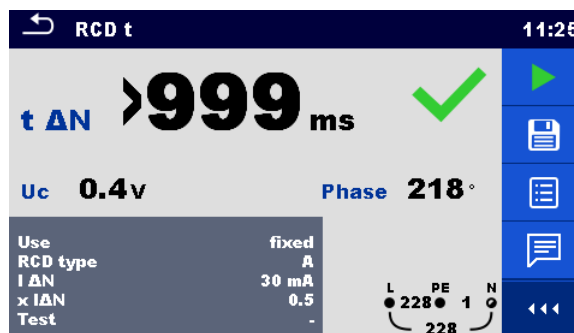 RCD t 11:25
t ΔN >999 ms
Uc 0.4V Phase 218°
Use fixed
RCD type A
I ΔN 30 mA
x IΔN 0.5
Test -
L PE N
228 1
228